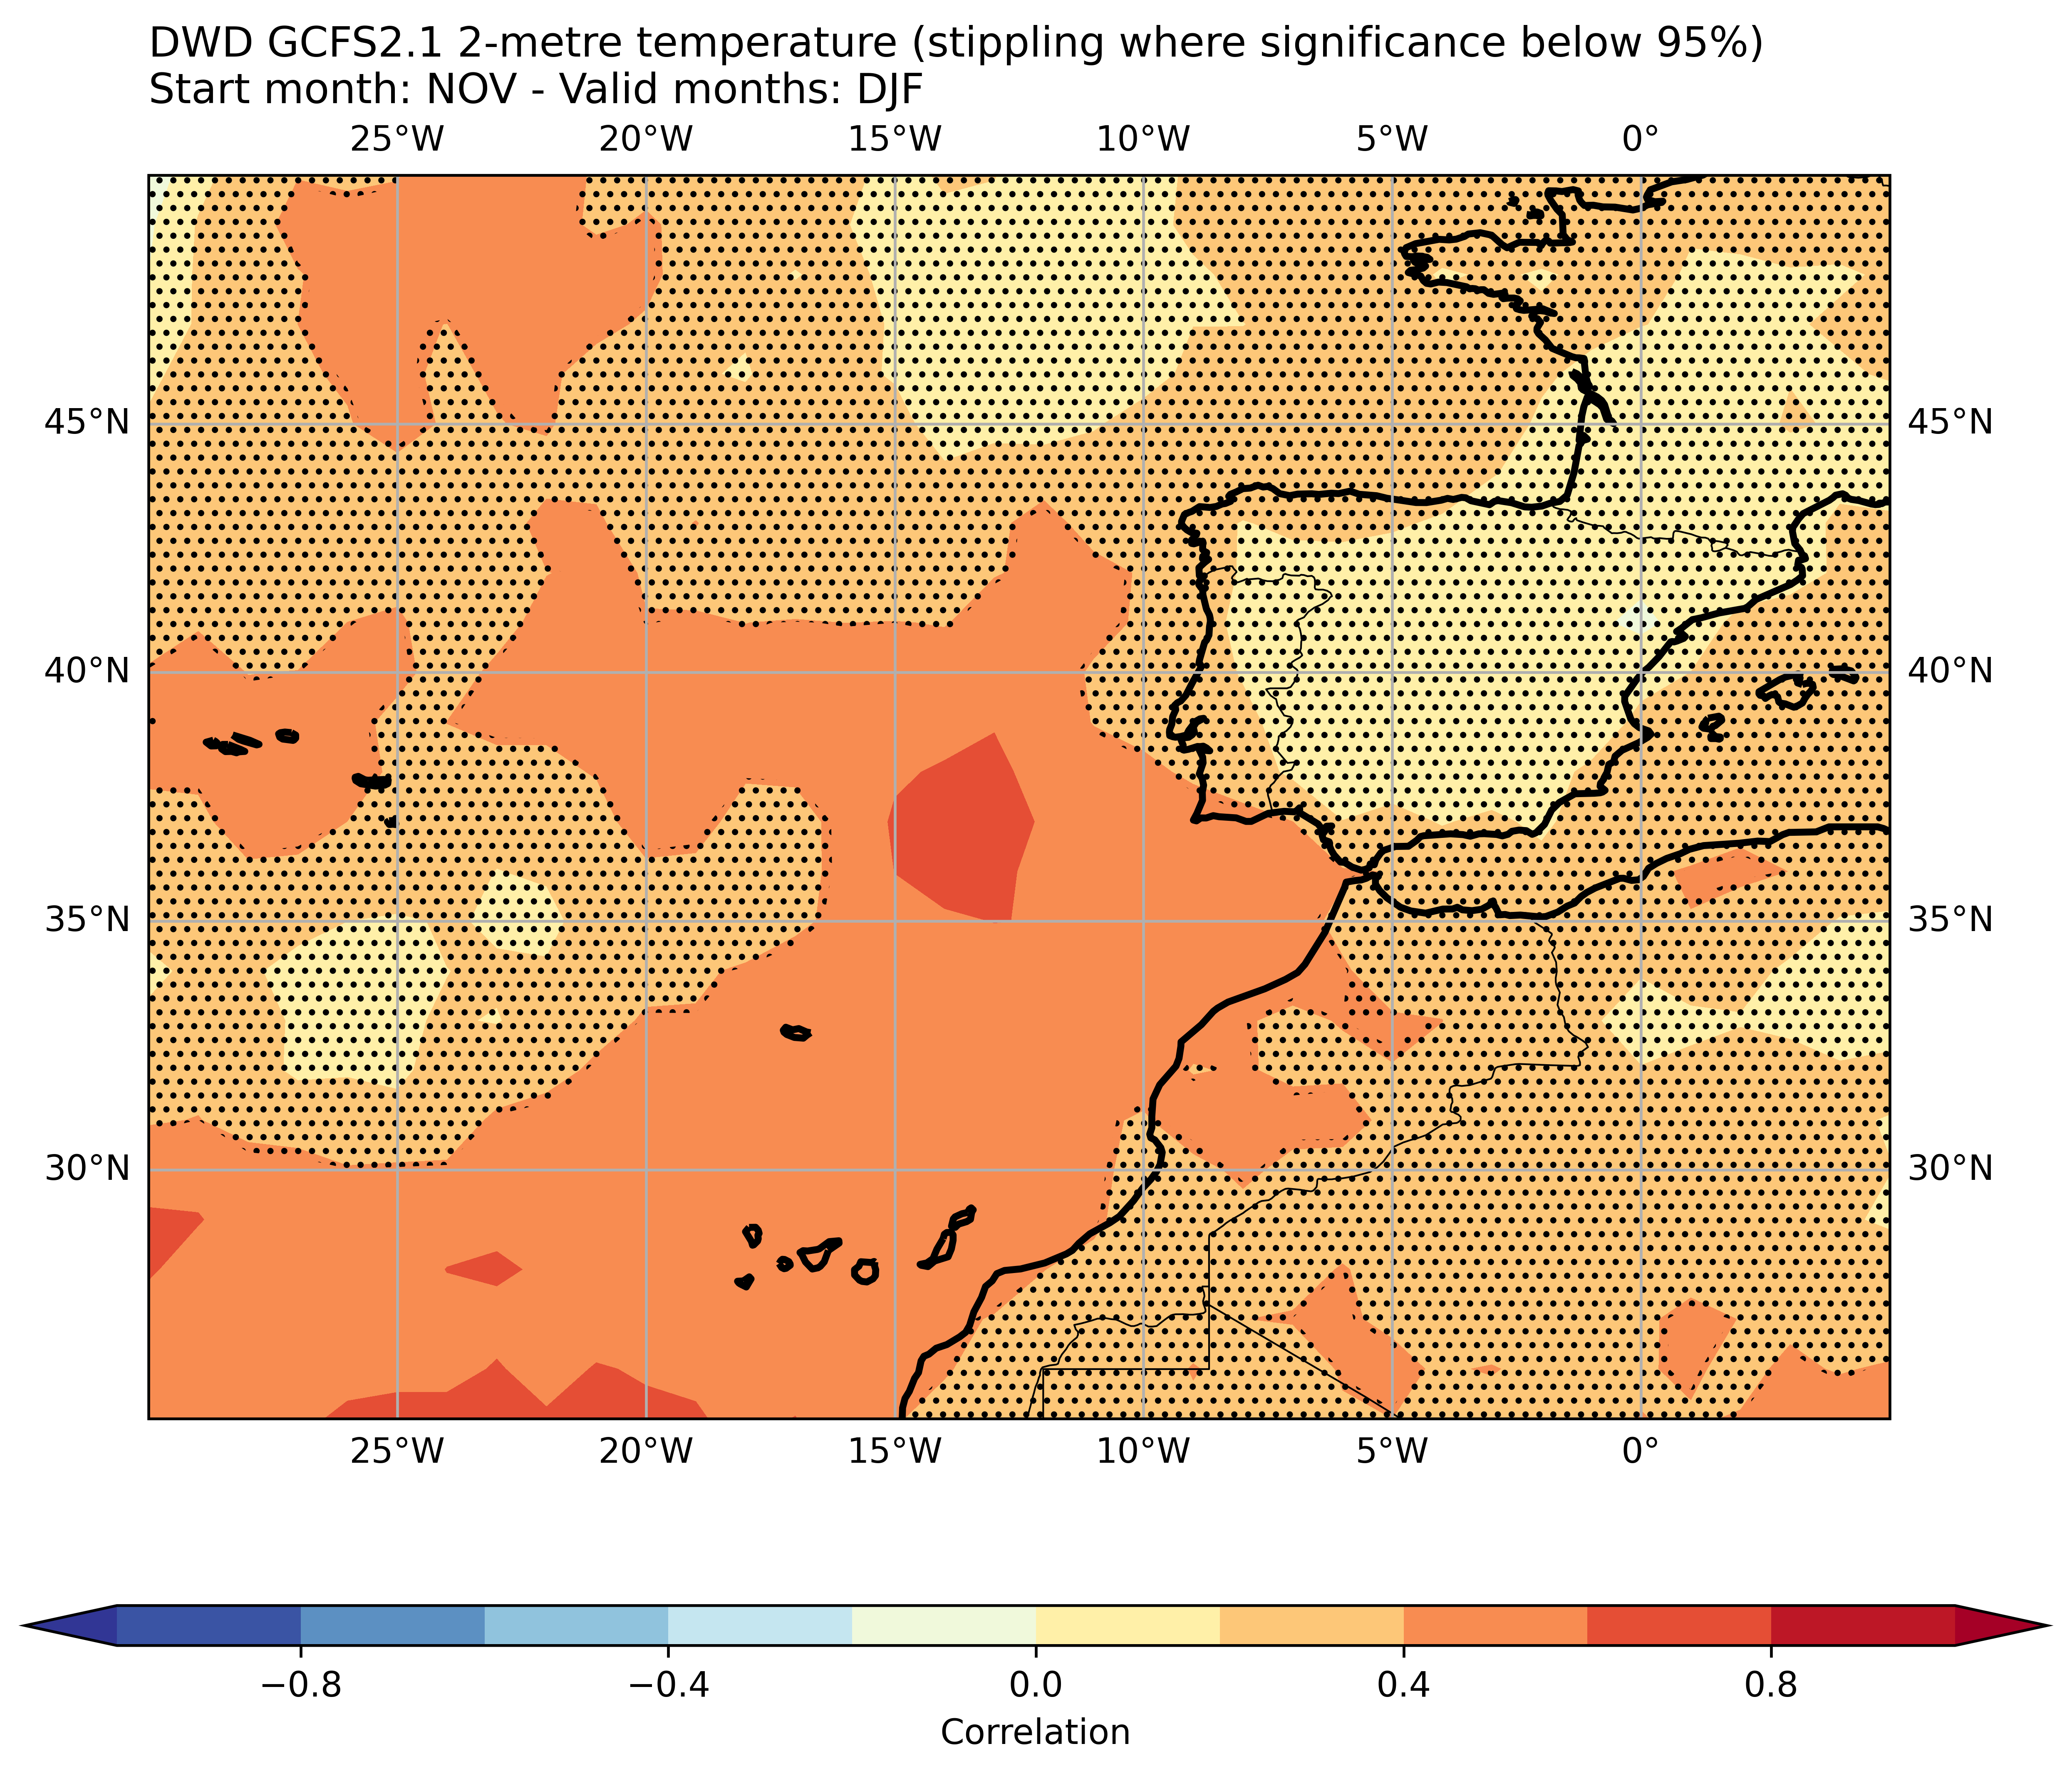 DWD GCFS2.1 2-metre temperature (stippling where significance below 95%)
Start month: NOV - Valid months: DJF
25°W 20°W 15°W 10°W 5°W 0°
45°N 45°N
40°N 40°N
35°N 35°N
30°N 30°N
25°W 20°W 15°W 10°W 5°W 0°
−0.8 −0.4 0.0 0.4 0.8
Correlation